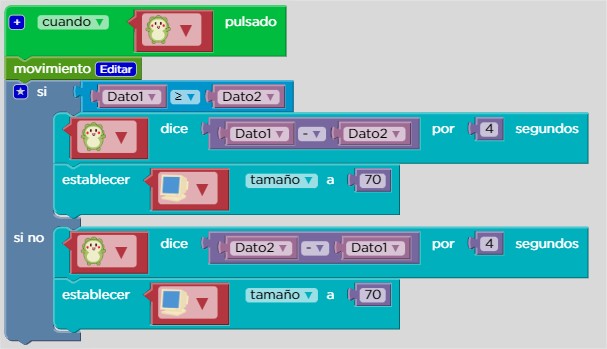 cuando pulsado
movimiento Editar
si Dato1 ≥ Dato2
dice Dato1 - Dato2 por 4 segundos
establecer tamaño a 70
si no dice Dato2 - Dato1 por 4 segundos
establecer tamaño a 70